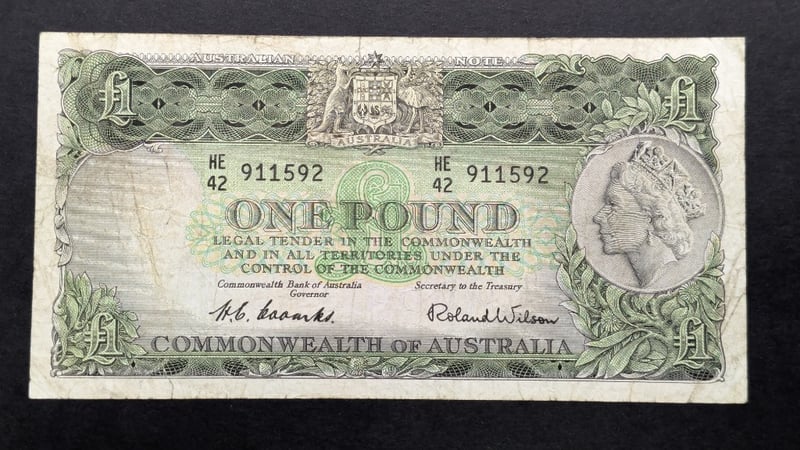 AUSTRALIAN NOTE
£1 £1
AUSTRALIA
HE 42 911592 HE 42 911592
ONE POUND
LEGAL TENDER IN THE COMMONWEALTH
AND IN ALL TERRITORIES UNDER THE
CONTROL OF THE COMMONWEALTH
Commonwealth Bank of Australia Secretary to the Treasury
Governor
H.C. Coombs. Roland Wilson
£1 £1
COMMONWEALTH OF AUSTRALIA